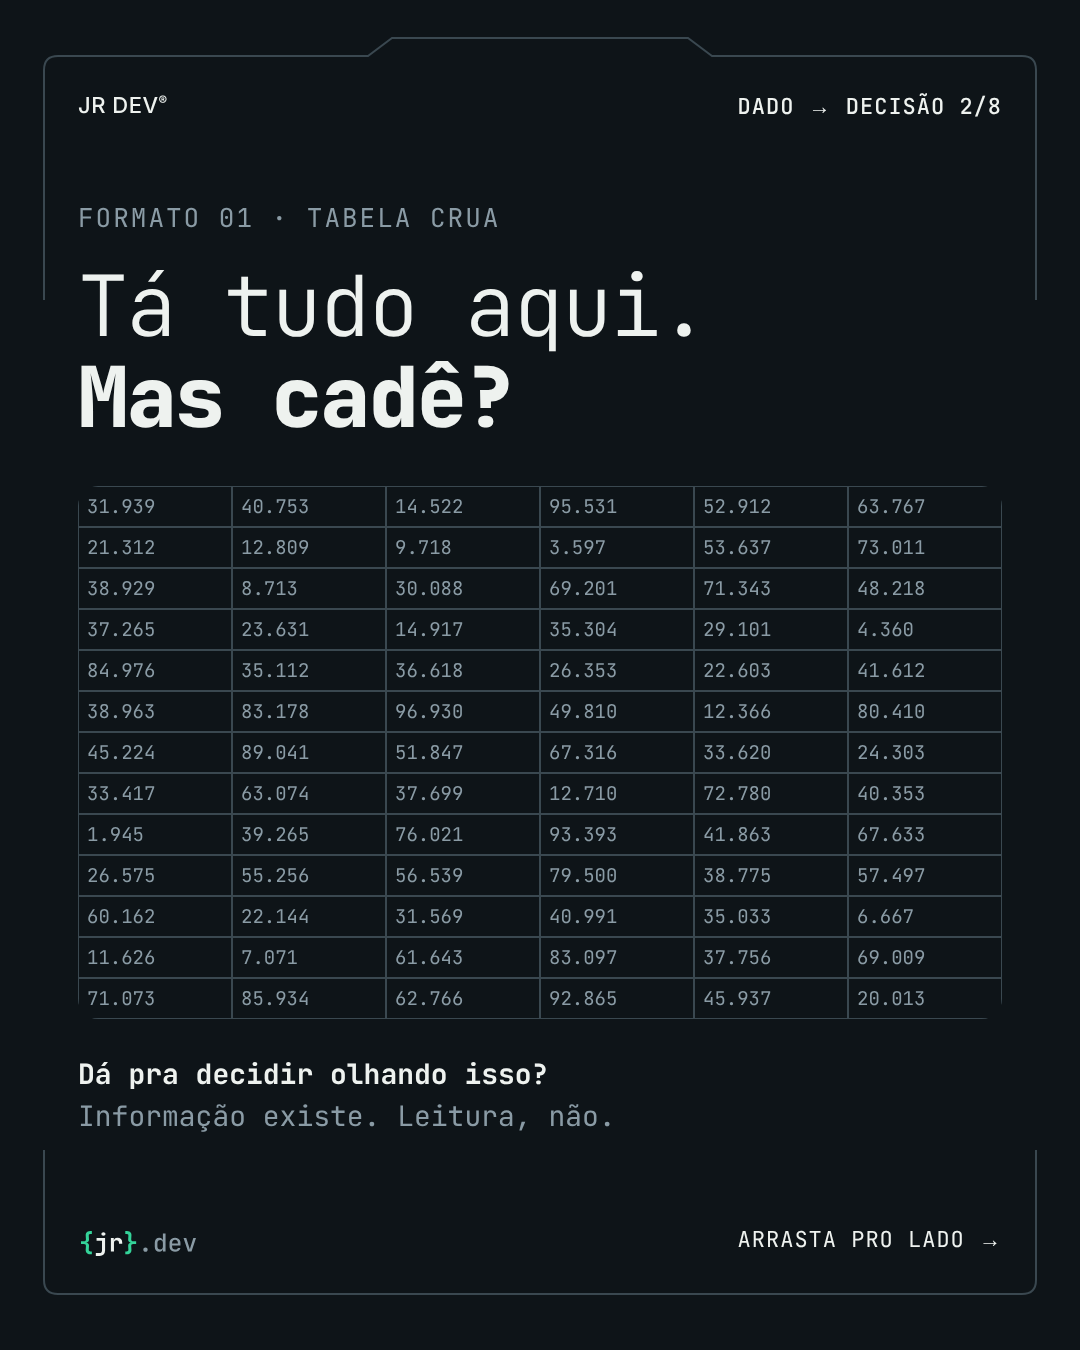 JR DEV®
DADO → DECISÃO 2/8
FORMATO 01 · TABELA CRUA
Tá tudo aqui.
Mas cadê?
31.939 40.753 14.522 95.531 52.912 63.767
21.312 12.809 9.718 3.597 53.637 73.011
38.929 8.713 30.088 69.201 71.343 48.218
37.265 23.631 14.917 35.304 29.101 4.360
84.976 35.112 36.618 26.353 22.603 41.612
38.963 83.178 96.930 49.810 12.366 80.410
45.224 89.041 51.847 67.316 33.620 24.303
33.417 63.074 37.699 12.710 72.780 40.353
1.945 39.265 76.021 93.393 41.863 67.633
26.575 55.256 56.539 79.500 38.775 57.497
60.162 22.144 31.569 40.991 35.033 6.667
11.626 7.071 61.643 83.097 37.756 69.009
71.073 85.934 62.766 92.865 45.937 20.013
Dá pra decidir olhando isso?
Informação existe. Leitura, não.
{jr}.dev
ARRASTA PRO LADO →